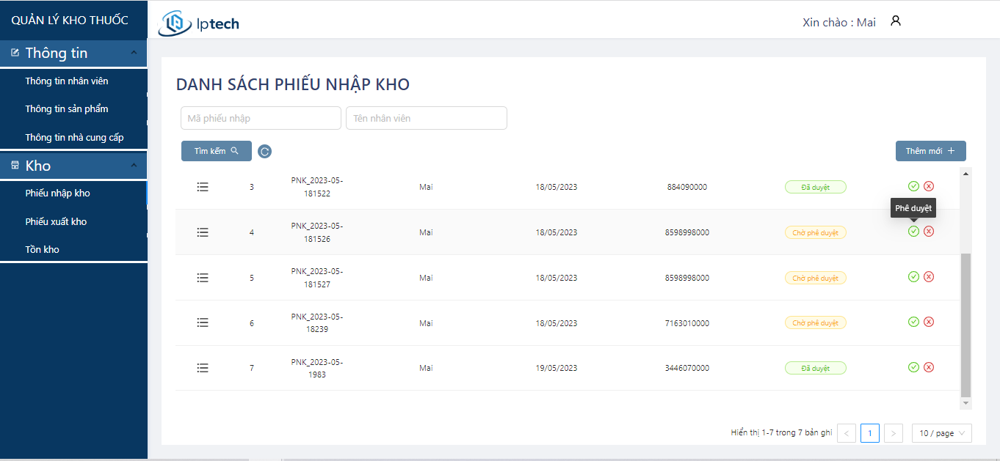 QUẢN LÝ KHO THUỐC
Iptech
Xin chào : Mai
Thông tin
Thông tin nhân viên
Thông tin sản phẩm
Thông tin nhà cung cấp
Kho
Phiếu nhập kho
Phiếu xuất kho
Tồn kho
DANH SÁCH PHIẾU NHẬP KHO
Mã phiếu nhập
Tên nhân viên
Tìm kếm
Thêm mới
3 PNK_2023-05-181522 Mai 18/05/2023 884090000 Đã duyệt
Phê duyệt
4 PNK_2023-05-181526 Mai 18/05/2023 8598998000 Chờ phê duyệt
5 PNK_2023-05-181527 Mai 18/05/2023 8598998000 Chờ phê duyệt
6 PNK_2023-05-18239 Mai 18/05/2023 7163010000 Chờ phê duyệt
7 PNK_2023-05-1983 Mai 19/05/2023 3446070000 Đã duyệt
Hiển thị 1-7 trong 7 bản ghi < 1 > 10 / page